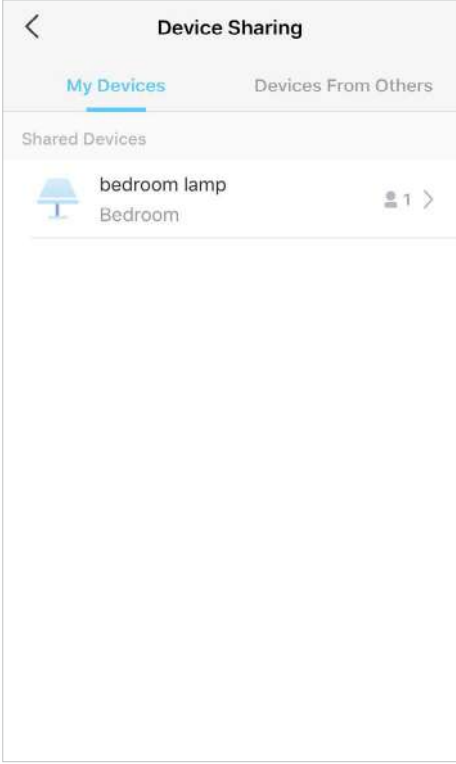 Device Sharing
My Devices
Devices From Others
Shared Devices
bedroom lamp
Bedroom
1